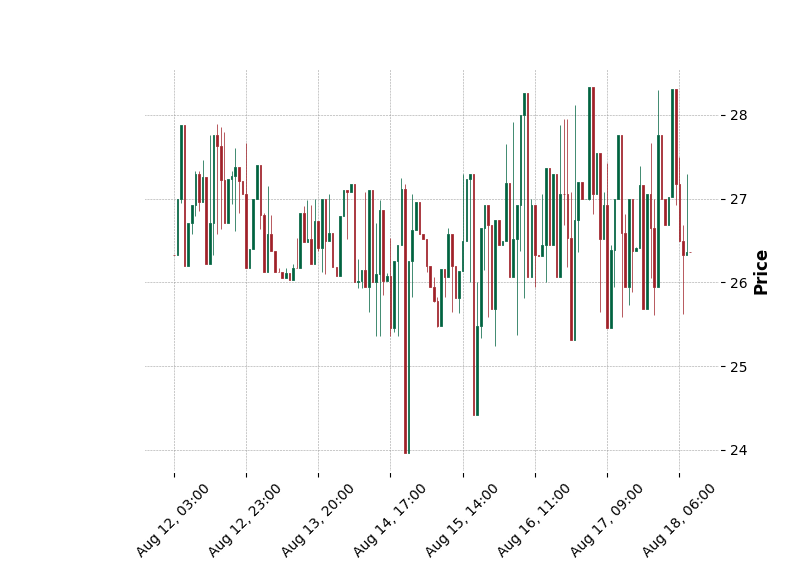 28
27
26
25
24
Price
Aug 12, 03:00
Aug 12, 23:00
Aug 13, 20:00
Aug 14, 17:00
Aug 15, 14:00
Aug 16, 11:00
Aug 17, 09:00
Aug 18, 06:00